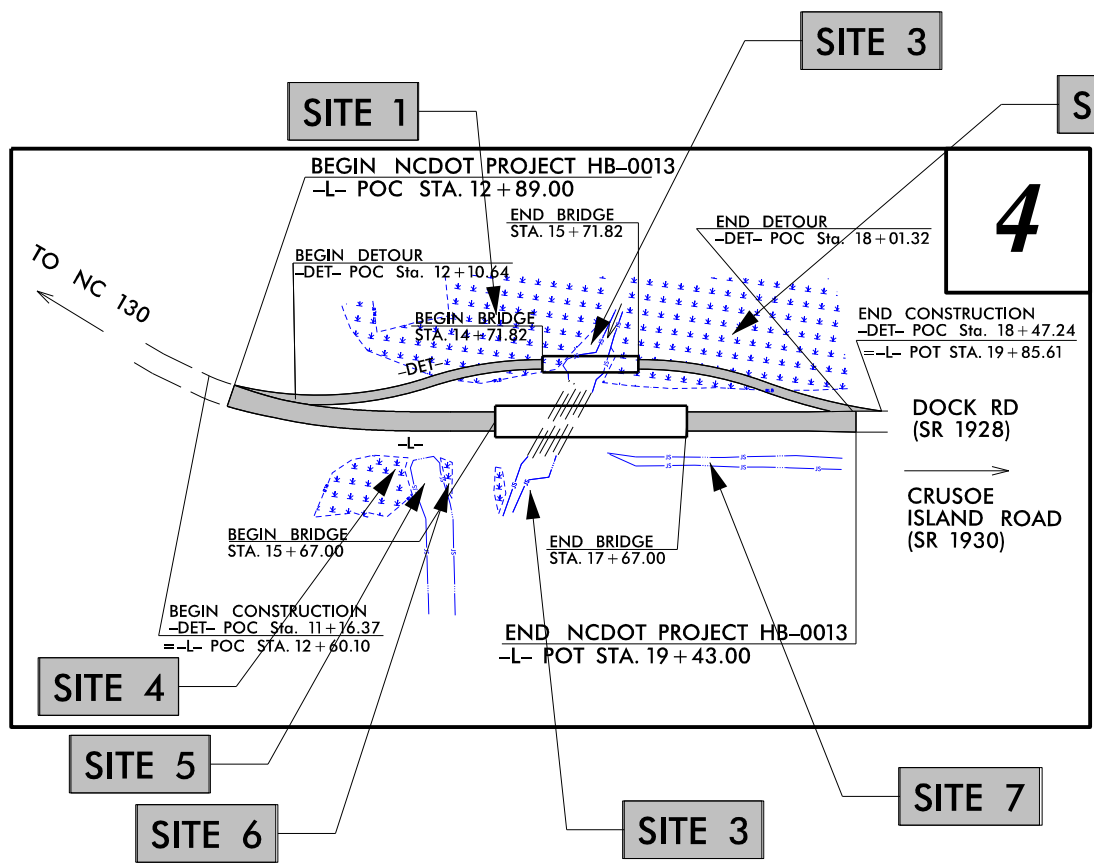 SITE 3
SITE 1
S
BEGIN NCDOT PROJECT HB–0013
–L– POC STA. 12+89.00
4
END BRIDGE
STA. 15+71.82
END DETOUR
–DET– POC Sta. 18+01.32
TO NC 130
BEGIN DETOUR
–DET– POC Sta. 12+10.64
BEGIN BRIDGE
STA. 14+71.82
END CONSTRUCTION
–DET– POC Sta. 18+47.24
=–L– POT STA. 19+85.61
–DET–
DOCK RD
(SR 1928)
–L–
CRUSOE
ISLAND ROAD
(SR 1930)
BEGIN BRIDGE
STA. 15+67.00
END BRIDGE
STA. 17+67.00
BEGIN CONSTRUCTIOIN
–DET– POC Sta. 11+16.37
=–L– POC STA. 12+60.10
END NCDOT PROJECT HB–0013
–L– POT STA. 19+43.00
SITE 4
SITE 5
SITE 7
SITE 6
SITE 3